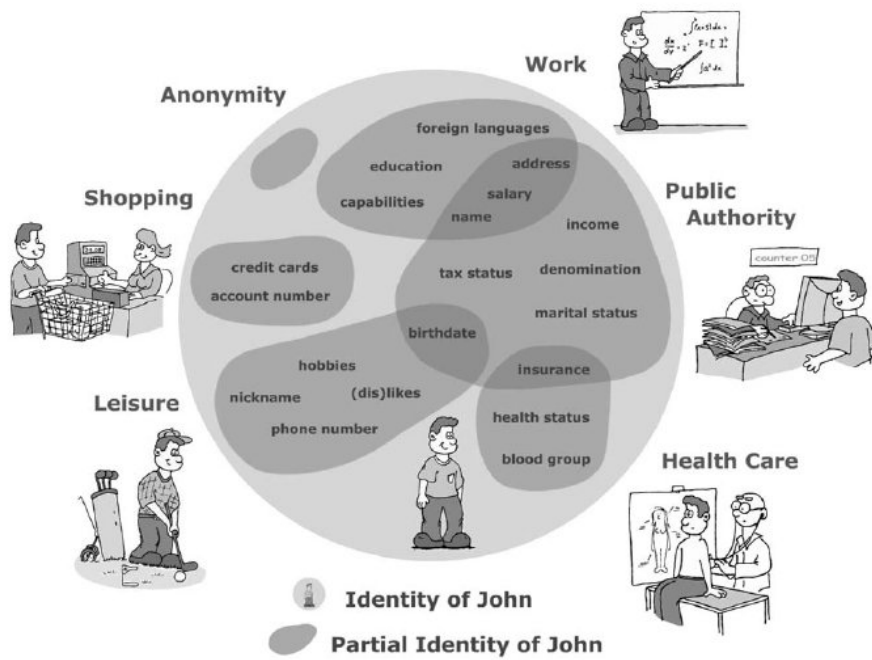 Work
Anonymity
foreign languages
address
education
salary
capabilities
name
Shopping
Public
Authority
income
counter 05
credit cards
account number
tax status
denomination
marital status
birthdate
hobbies
insurance
nickname
(dis)likes
phone number
health status
blood group
Leisure
Health Care
Identity of John
Partial Identity of John